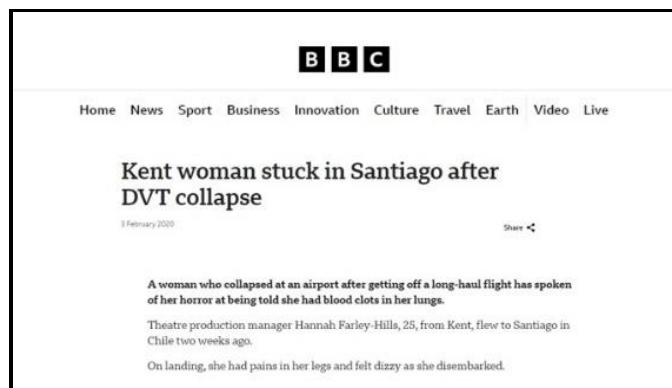 BBC
Home News Sport Business Innovation Culture Travel Earth Video Live
Kent woman stuck in Santiago after
DVT collapse
3 February 2020
Share
A woman who collapsed at an airport after getting off a long-haul flight has spoken
of her horror at being told she had blood clots in her lungs.
Theatre production manager Hannah Farley-Hills, 25, from Kent, flew to Santiago in
Chile two weeks ago.
On landing, she had pains in her legs and felt dizzy as she disembarked.